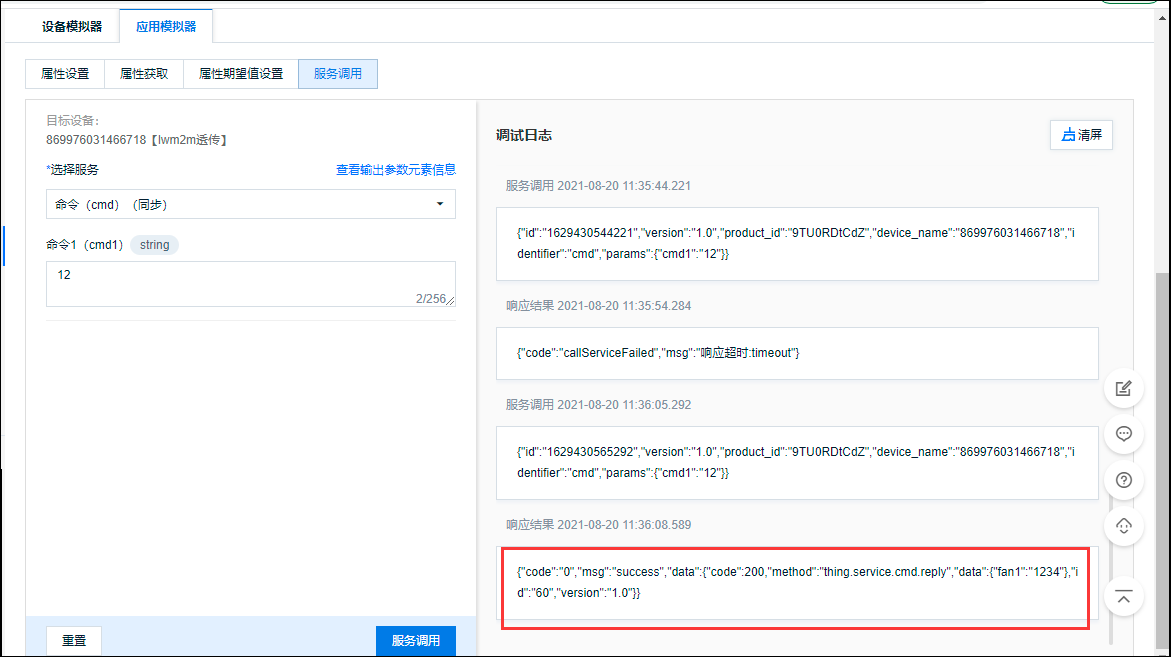 设备模拟器 应用模拟器
属性设置 属性获取 属性期望值设置 服务调用
目标设备：
869976031466718【lwm2m透传】
*选择服务 查看输出参数元素信息
命令（cmd）（同步）
命令1（cmd1） string
12
2/256
重置 服务调用
调试日志 清屏
服务调用 2021-08-20 11:35:44.221
{"id":"1629430544221","version":"1.0","product_id":"9TU0RDtCdZ","device_name":"869976031466718","i
dentifier":"cmd","params":{"cmd1":"12"}}
响应结果 2021-08-20 11:35:54.284
{"code":"callServiceFailed","msg":"响应超时:timeout"}
服务调用 2021-08-20 11:36:05.292
{"id":"1629430565292","version":"1.0","product_id":"9TU0RDtCdZ","device_name":"869976031466718","i
dentifier":"cmd","params":{"cmd1":"12"}}
响应结果 2021-08-20 11:36:08.589
{"code":"0","msg":"success","data":{"code":200,"method":"thing.service.cmd.reply","data":{"fan1":"1234"},"i
d":"60","version":"1.0"}}